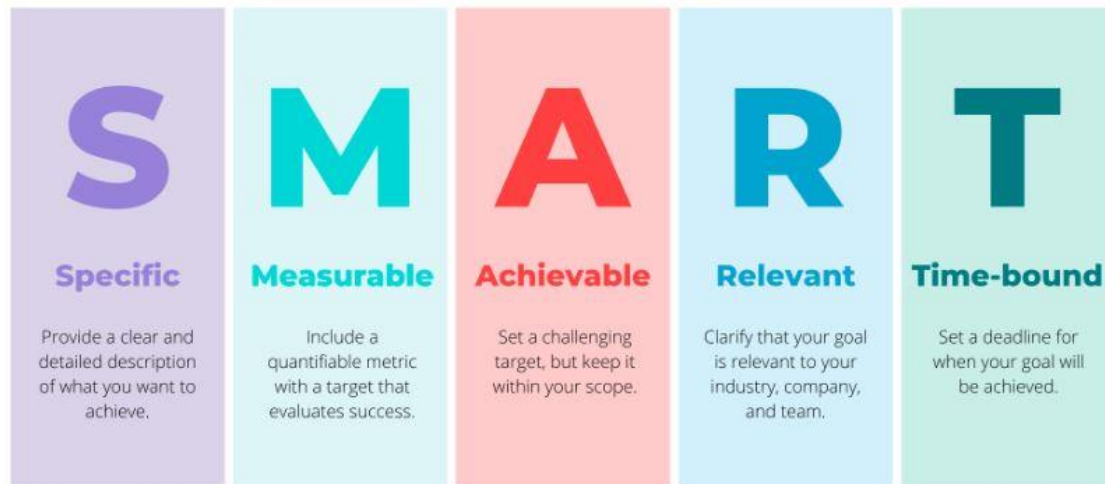 S
Specific
Provide a clear and
detailed description
of what you want to
achieve.
M
Measurable
Include a
quantifiable metric
with a target that
evaluates success.
A
Achievable
Set a challenging
target, but keep it
within your scope.
R
Relevant
Clarify that your goal
is relevant to your
industry, company,
and team.
T
Time-bound
Set a deadline for
when your goal will
be achieved.